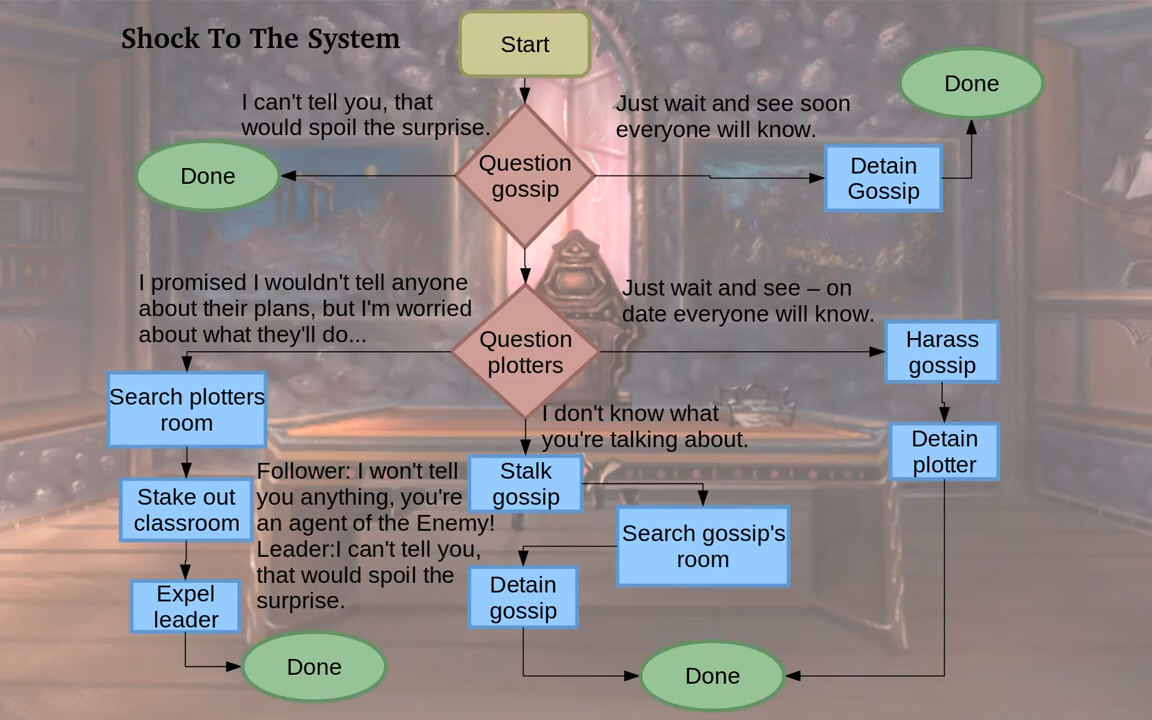 Shock To The System
Start
I can't tell you, that
would spoil the surprise.
Just wait and see soon
everyone will know.
Done
Done
Question
gossip
Detain
Gossip
I promised I wouldn't tell anyone
about their plans, but I'm worried
about what they'll do...
Just wait and see – on
date everyone will know.
Question
plotters
Harass
gossip
Search plotters
room
I don't know what
you're talking about.
Detain
plotter
Stake out
classroom
Follower: I won't tell
you anything, you're
an agent of the Enemy!
Leader:I can't tell you,
that would spoil the
surprise.
Stalk
gossip
Search gossip's
room
Expel
leader
Detain
gossip
Done
Done